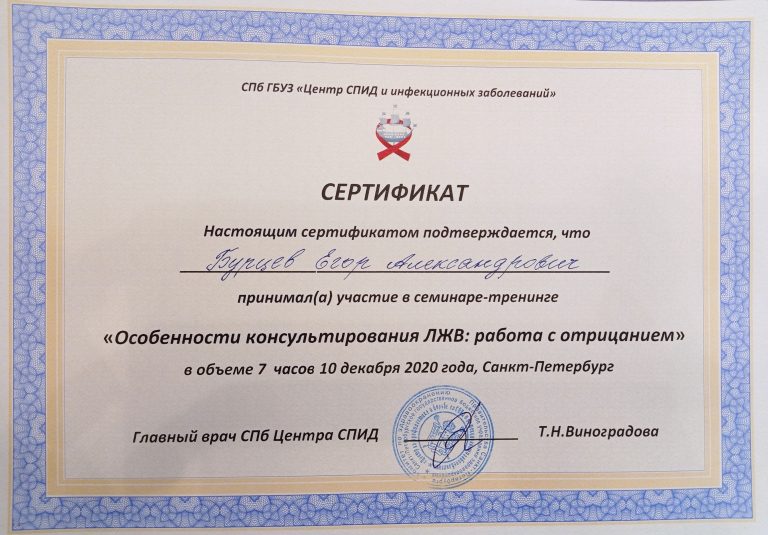 СПб ГБУЗ «Центр СПИД и инфекционных заболеваний»
СЕРТИФИКАТ
Настоящим сертификатом подтверждается, что
Бурцев Егор Александрович
принимал(а) участие в семинаре-тренинге
«Особенности консультирования ЛЖВ: работа с отрицанием»
в объеме 7 часов 10 декабря 2020 года, Санкт-Петербург
Главный врач СПб Центра СПИД Т.Н.Виноградова